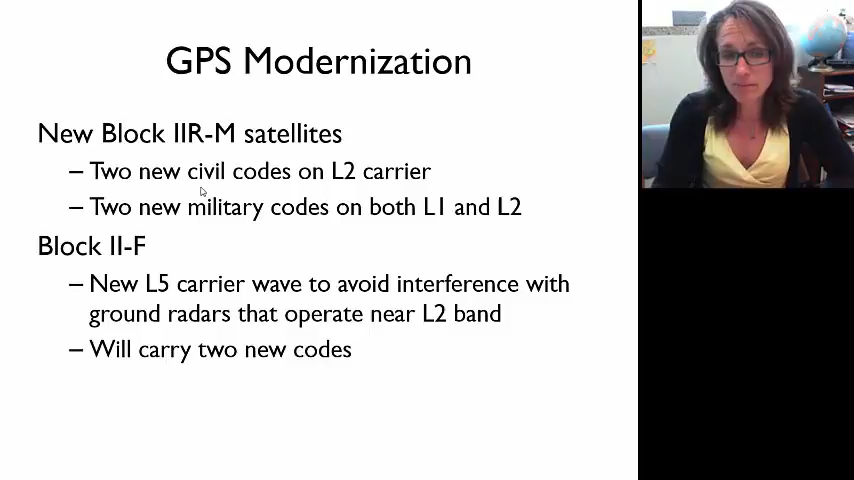 GPS Modernization
New Block IIR-M satellites
– Two new civil codes on L2 carrier
– Two new military codes on both L1 and L2
Block II-F
– New L5 carrier wave to avoid interference with
ground radars that operate near L2 band
– Will carry two new codes